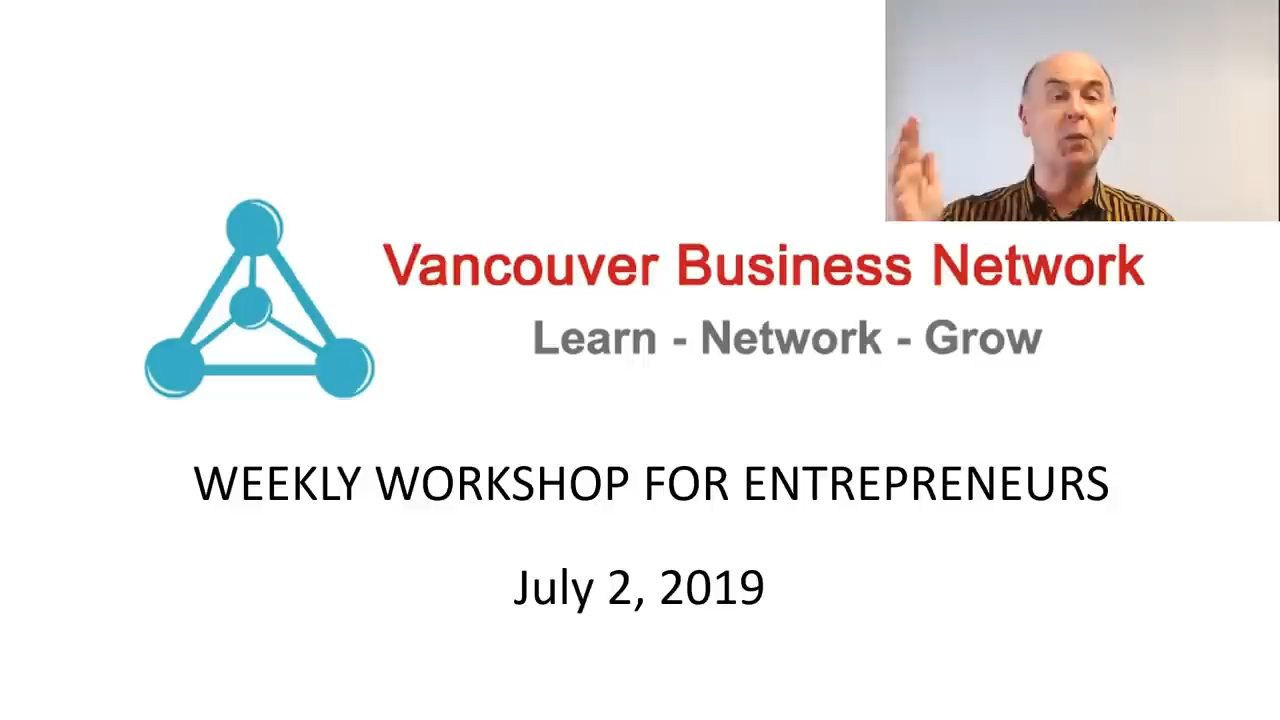 Vancouver Business Network
Learn - Network - Grow
WEEKLY WORKSHOP FOR ENTREPRENEURS
July 2, 2019